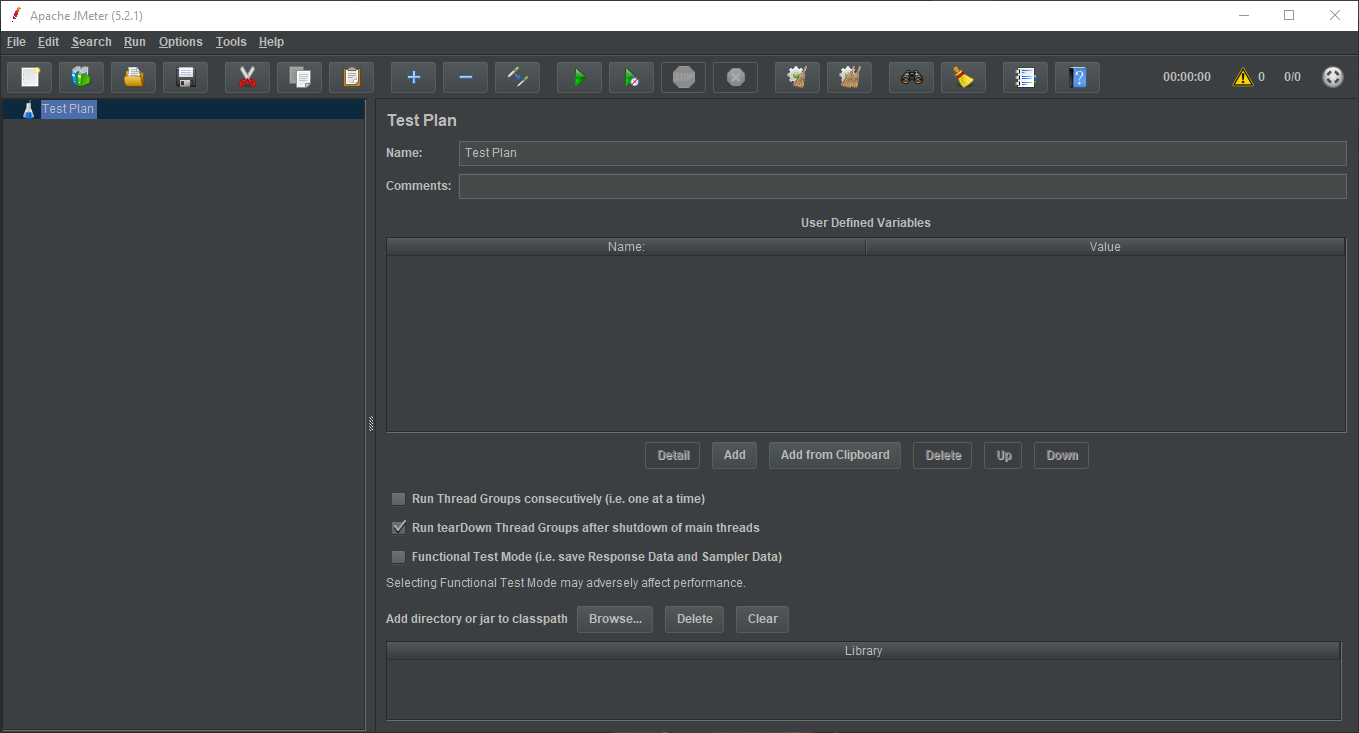 Apache JMeter (5.2.1)
File Edit Search Run Options Tools Help
STOP
00:00:00 0 0/0
Test Plan
Test Plan
Name: Test Plan
Comments:
User Defined Variables
Name: Value
Detail Add Add from Clipboard Delete Up Down
Run Thread Groups consecutively (i.e. one at a time)
Run tearDown Thread Groups after shutdown of main threads
Functional Test Mode (i.e. save Response Data and Sampler Data)
Selecting Functional Test Mode may adversely affect performance.
Add directory or jar to classpath Browse... Delete Clear
Library